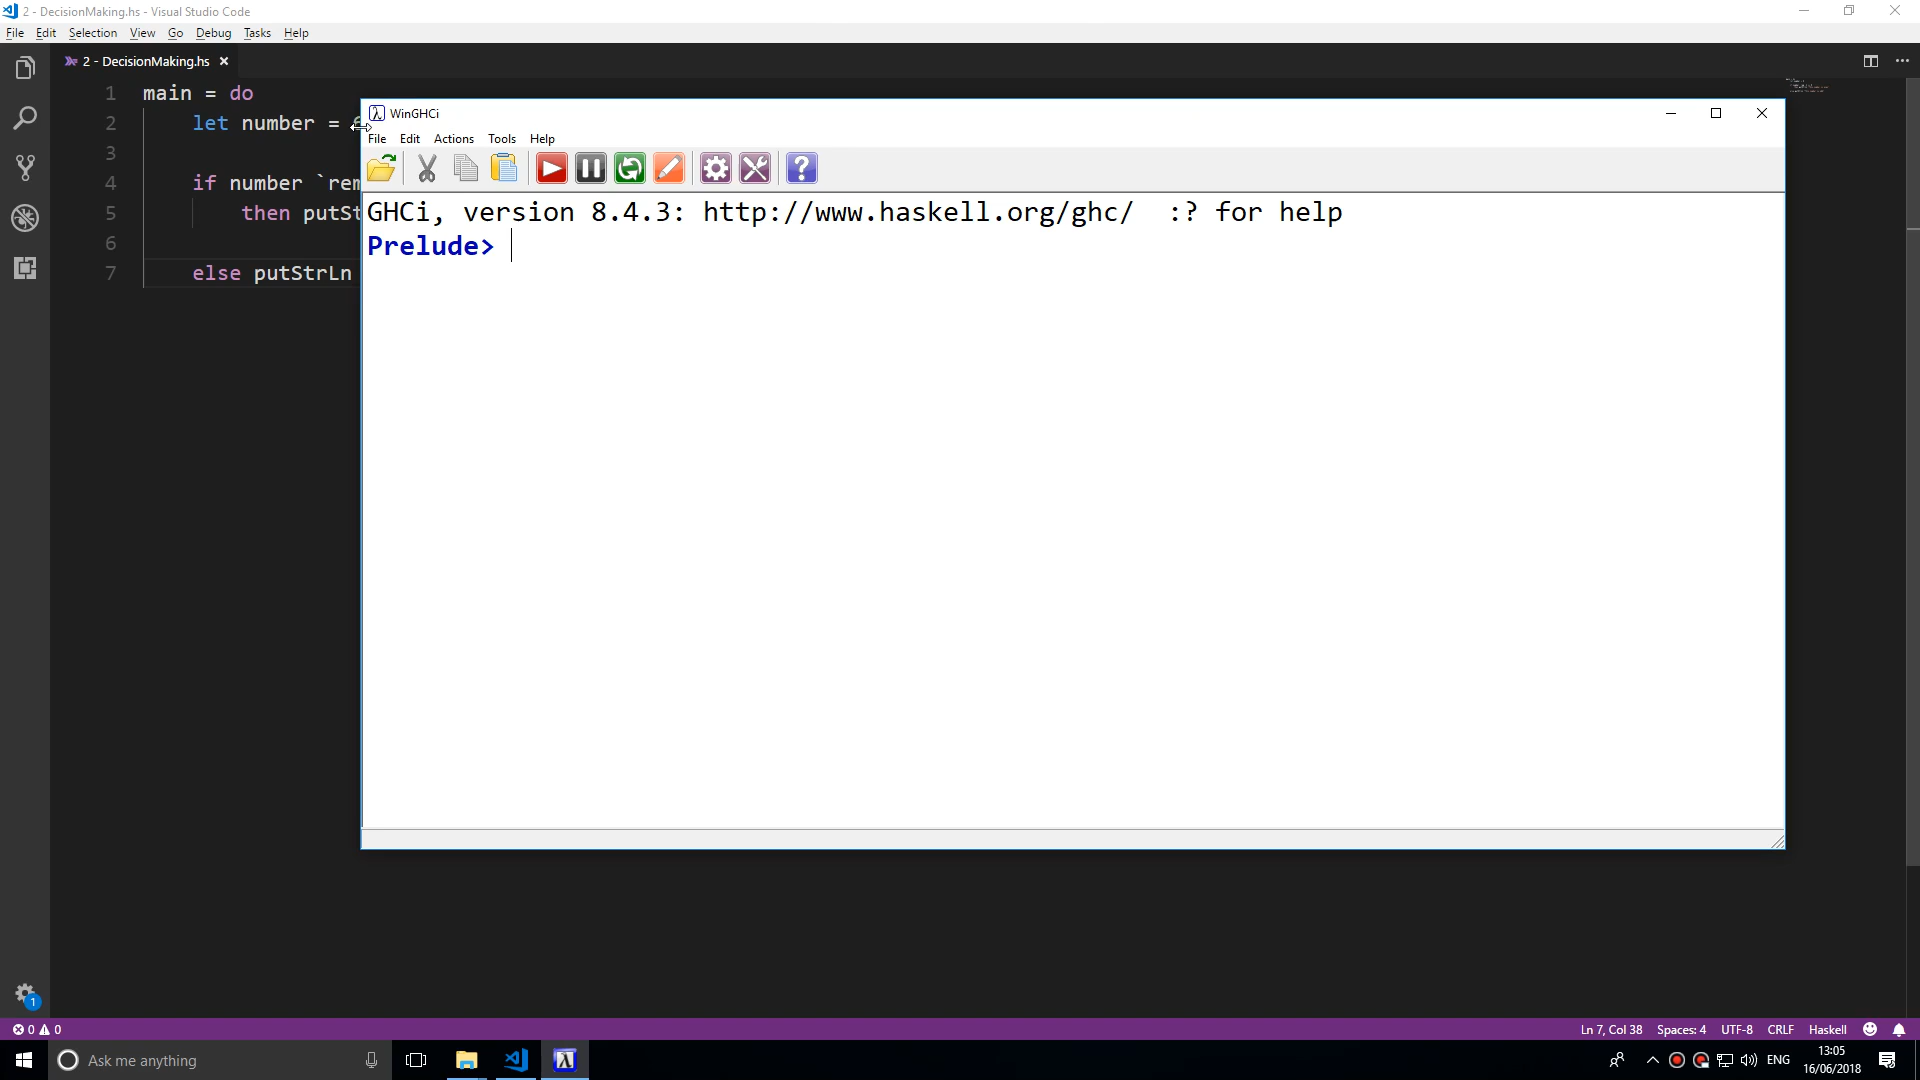 2 - DecisionMaking.hs - Visual Studio Code
File Edit Selection View Go Debug Tasks Help
2 - DecisionMaking.hs
1 main = do
2 let number =
3
4 if number `rem
5 then putSt
6
7 else putStrLn
WinGHCi
File Edit Actions Tools Help
GHCi, version 8.4.3: http://www.haskell.org/ghc/  :? for help
Prelude>
1
0 0
Ln 7, Col 38 Spaces: 4 UTF-8 CRLF Haskell
Ask me anything
ENG
13:05
16/06/2018